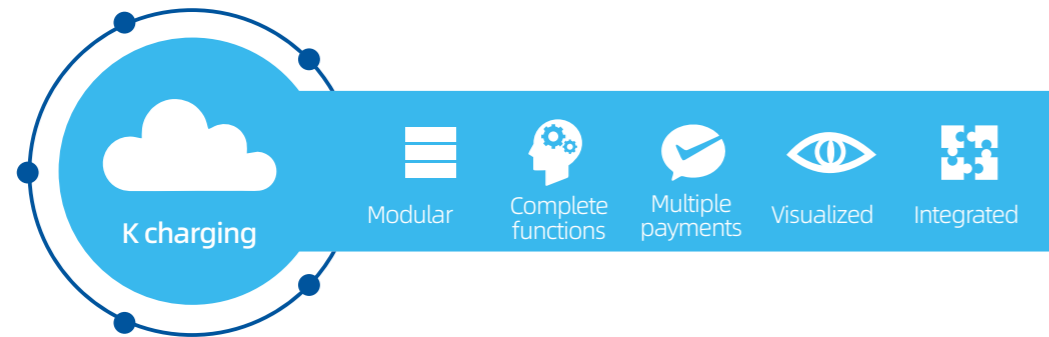 K charging
Modular
Complete
functions
Multiple
payments
Visualized
Integrated